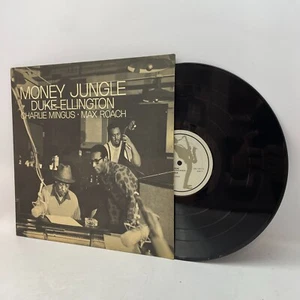 MONEY JUNGLE
DUKE ELLINGTON
CHARLIE MINGUS · MAX ROACH